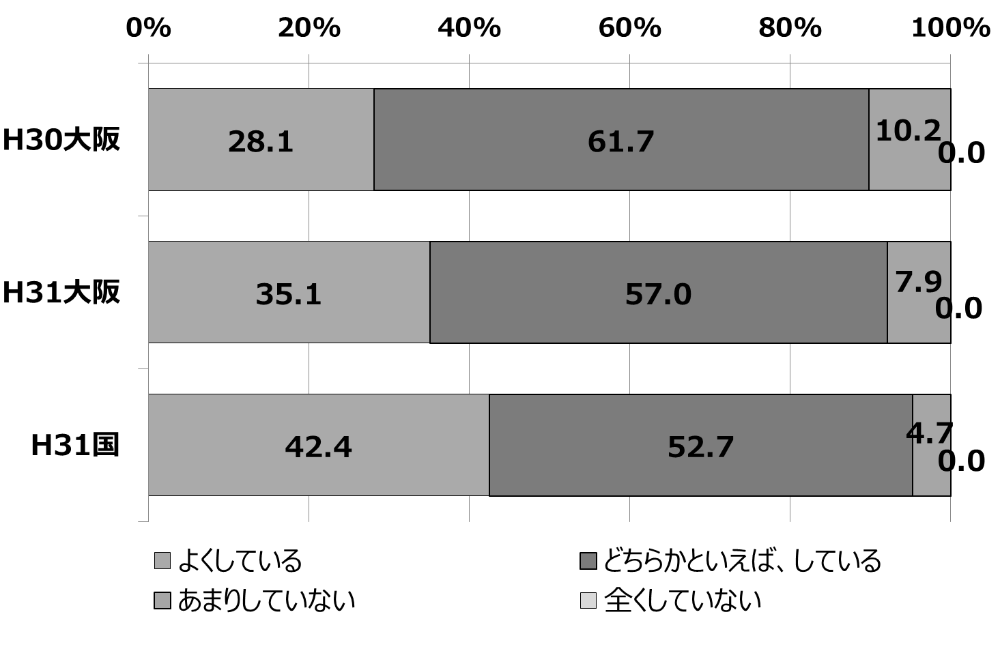 0% 20% 40% 60% 80% 100%
H30大阪 28.1 61.7 10.2 0.0
H31大阪 35.1 57.0 7.9 0.0
H31国 42.4 52.7 4.7 0.0
よくしている どちらかといえば、している
あまりしていない 全くしていない